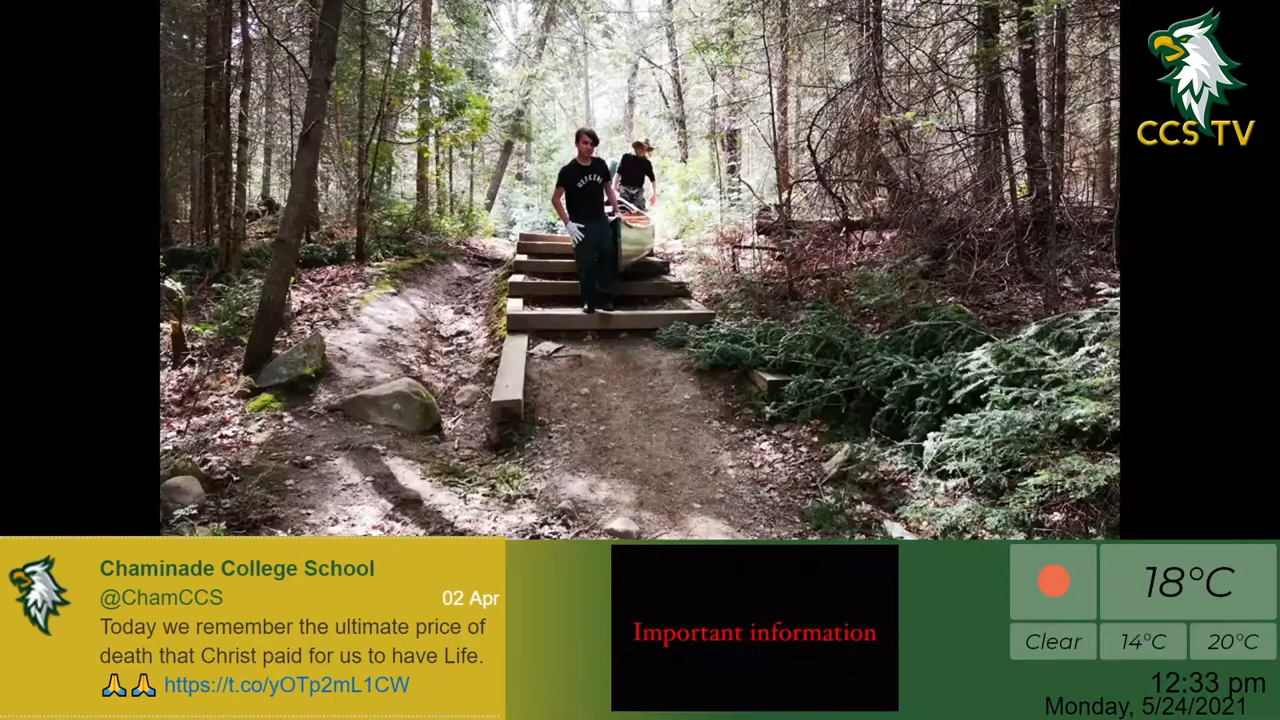 CCS TV
Chaminade College School
@ChamCCS
02 Apr
Today we remember the ultimate price of
death that Christ paid for us to have Life.
🙏🙏 https://t.co/yOTp2mL1CW
Important information
18°C
Clear
14°C
20°C
12:33 pm
Monday, 5/24/2021